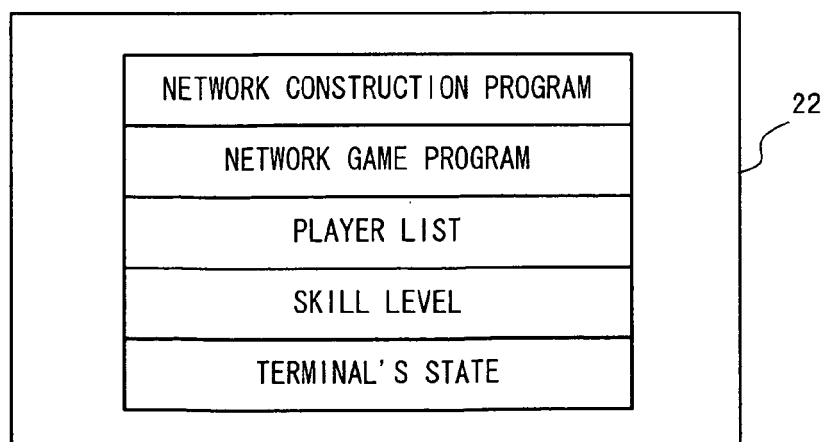 NETWORK CONSTRUCTION PROGRAM
22
NETWORK GAME PROGRAM
PLAYER LIST
SKILL LEVEL
TERMINAL'S STATE